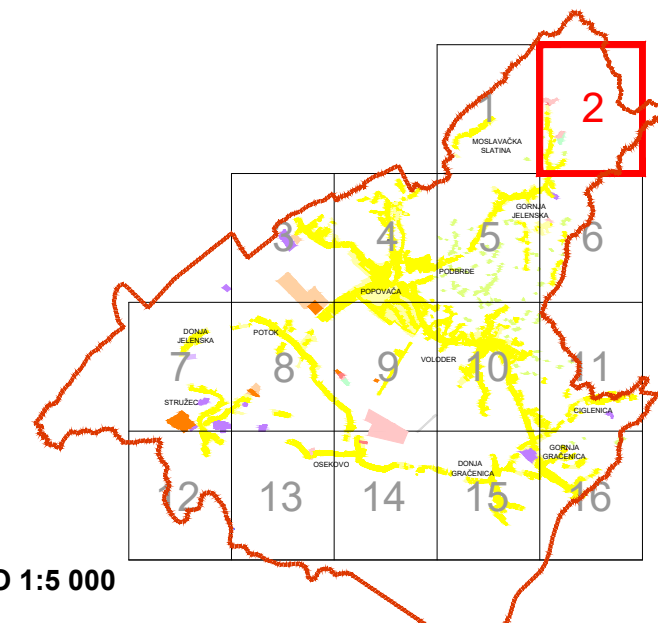 1
2
MOSLAVAČKA
SLATINA
3
4
5
GORNJA
JELENSKA
6
PODBRĐE
POPOVAČA
DONJA
JELENSKA
POTOK
7
8
9
VOLODER
10
11
STRUŽEC
CIGLENICA
OSEKOVO
DONJA
GRAČENICA
GORNJA
GRAČENICA
12
13
14
15
16
1:5 000